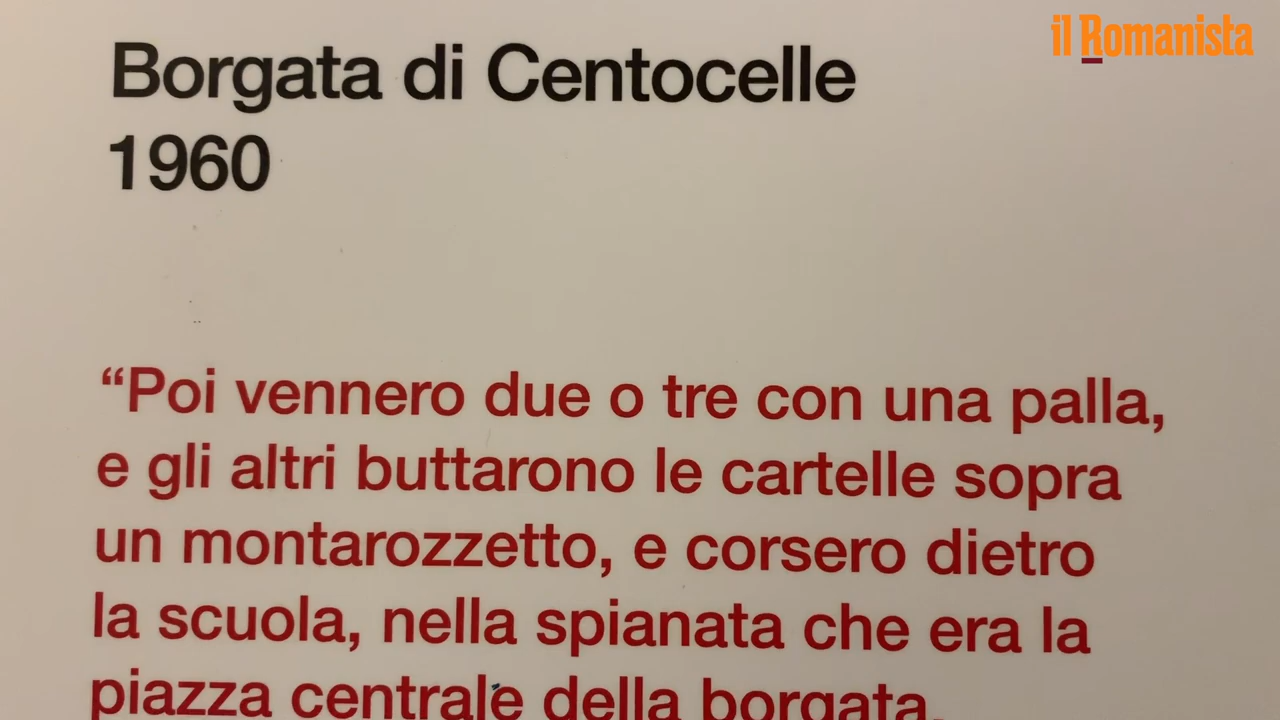 il Romanista
Borgata di Centocelle
1960
“Poi vennero due o tre con una palla,
e gli altri buttarono le cartelle sopra
un montarozzetto, e corsero dietro
la scuola, nella spianata che era la
piazza centrale della borgata.